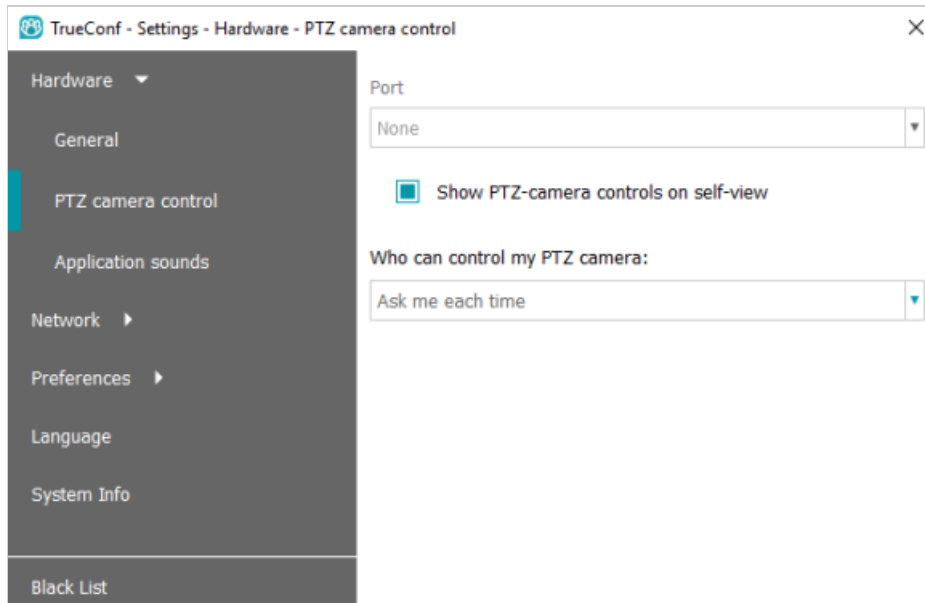 TrueConf - Settings - Hardware - PTZ camera control
Hardware
General
PTZ camera control
Application sounds
Network
Preferences
Language
System Info
Black List
Port
None
Show PTZ-camera controls on self-view
Who can control my PTZ camera:
Ask me each time